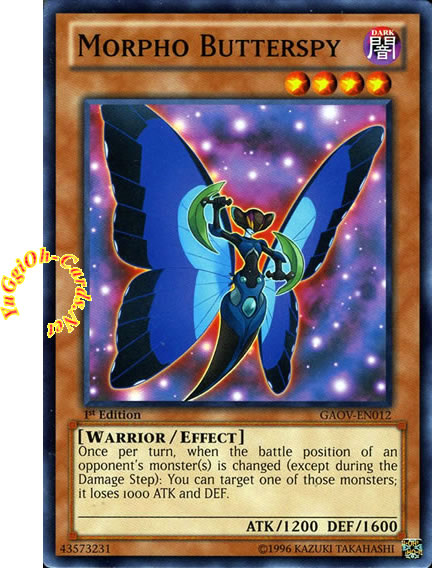 MORPHO BUTTERSPY
DARK
闇
YuGgiOh-Cards.Net
1st Edition
GAOV-EN012
[WARRIOR/EFFECT]
Once per turn, when the battle position of an
opponent's monster(s) is changed (except during the
Damage Step): You can target one of those monsters;
it loses 1000 ATK and DEF.
ATK/1200 DEF/1600
43573231
©1996 KAZUKI TAKAHASHI